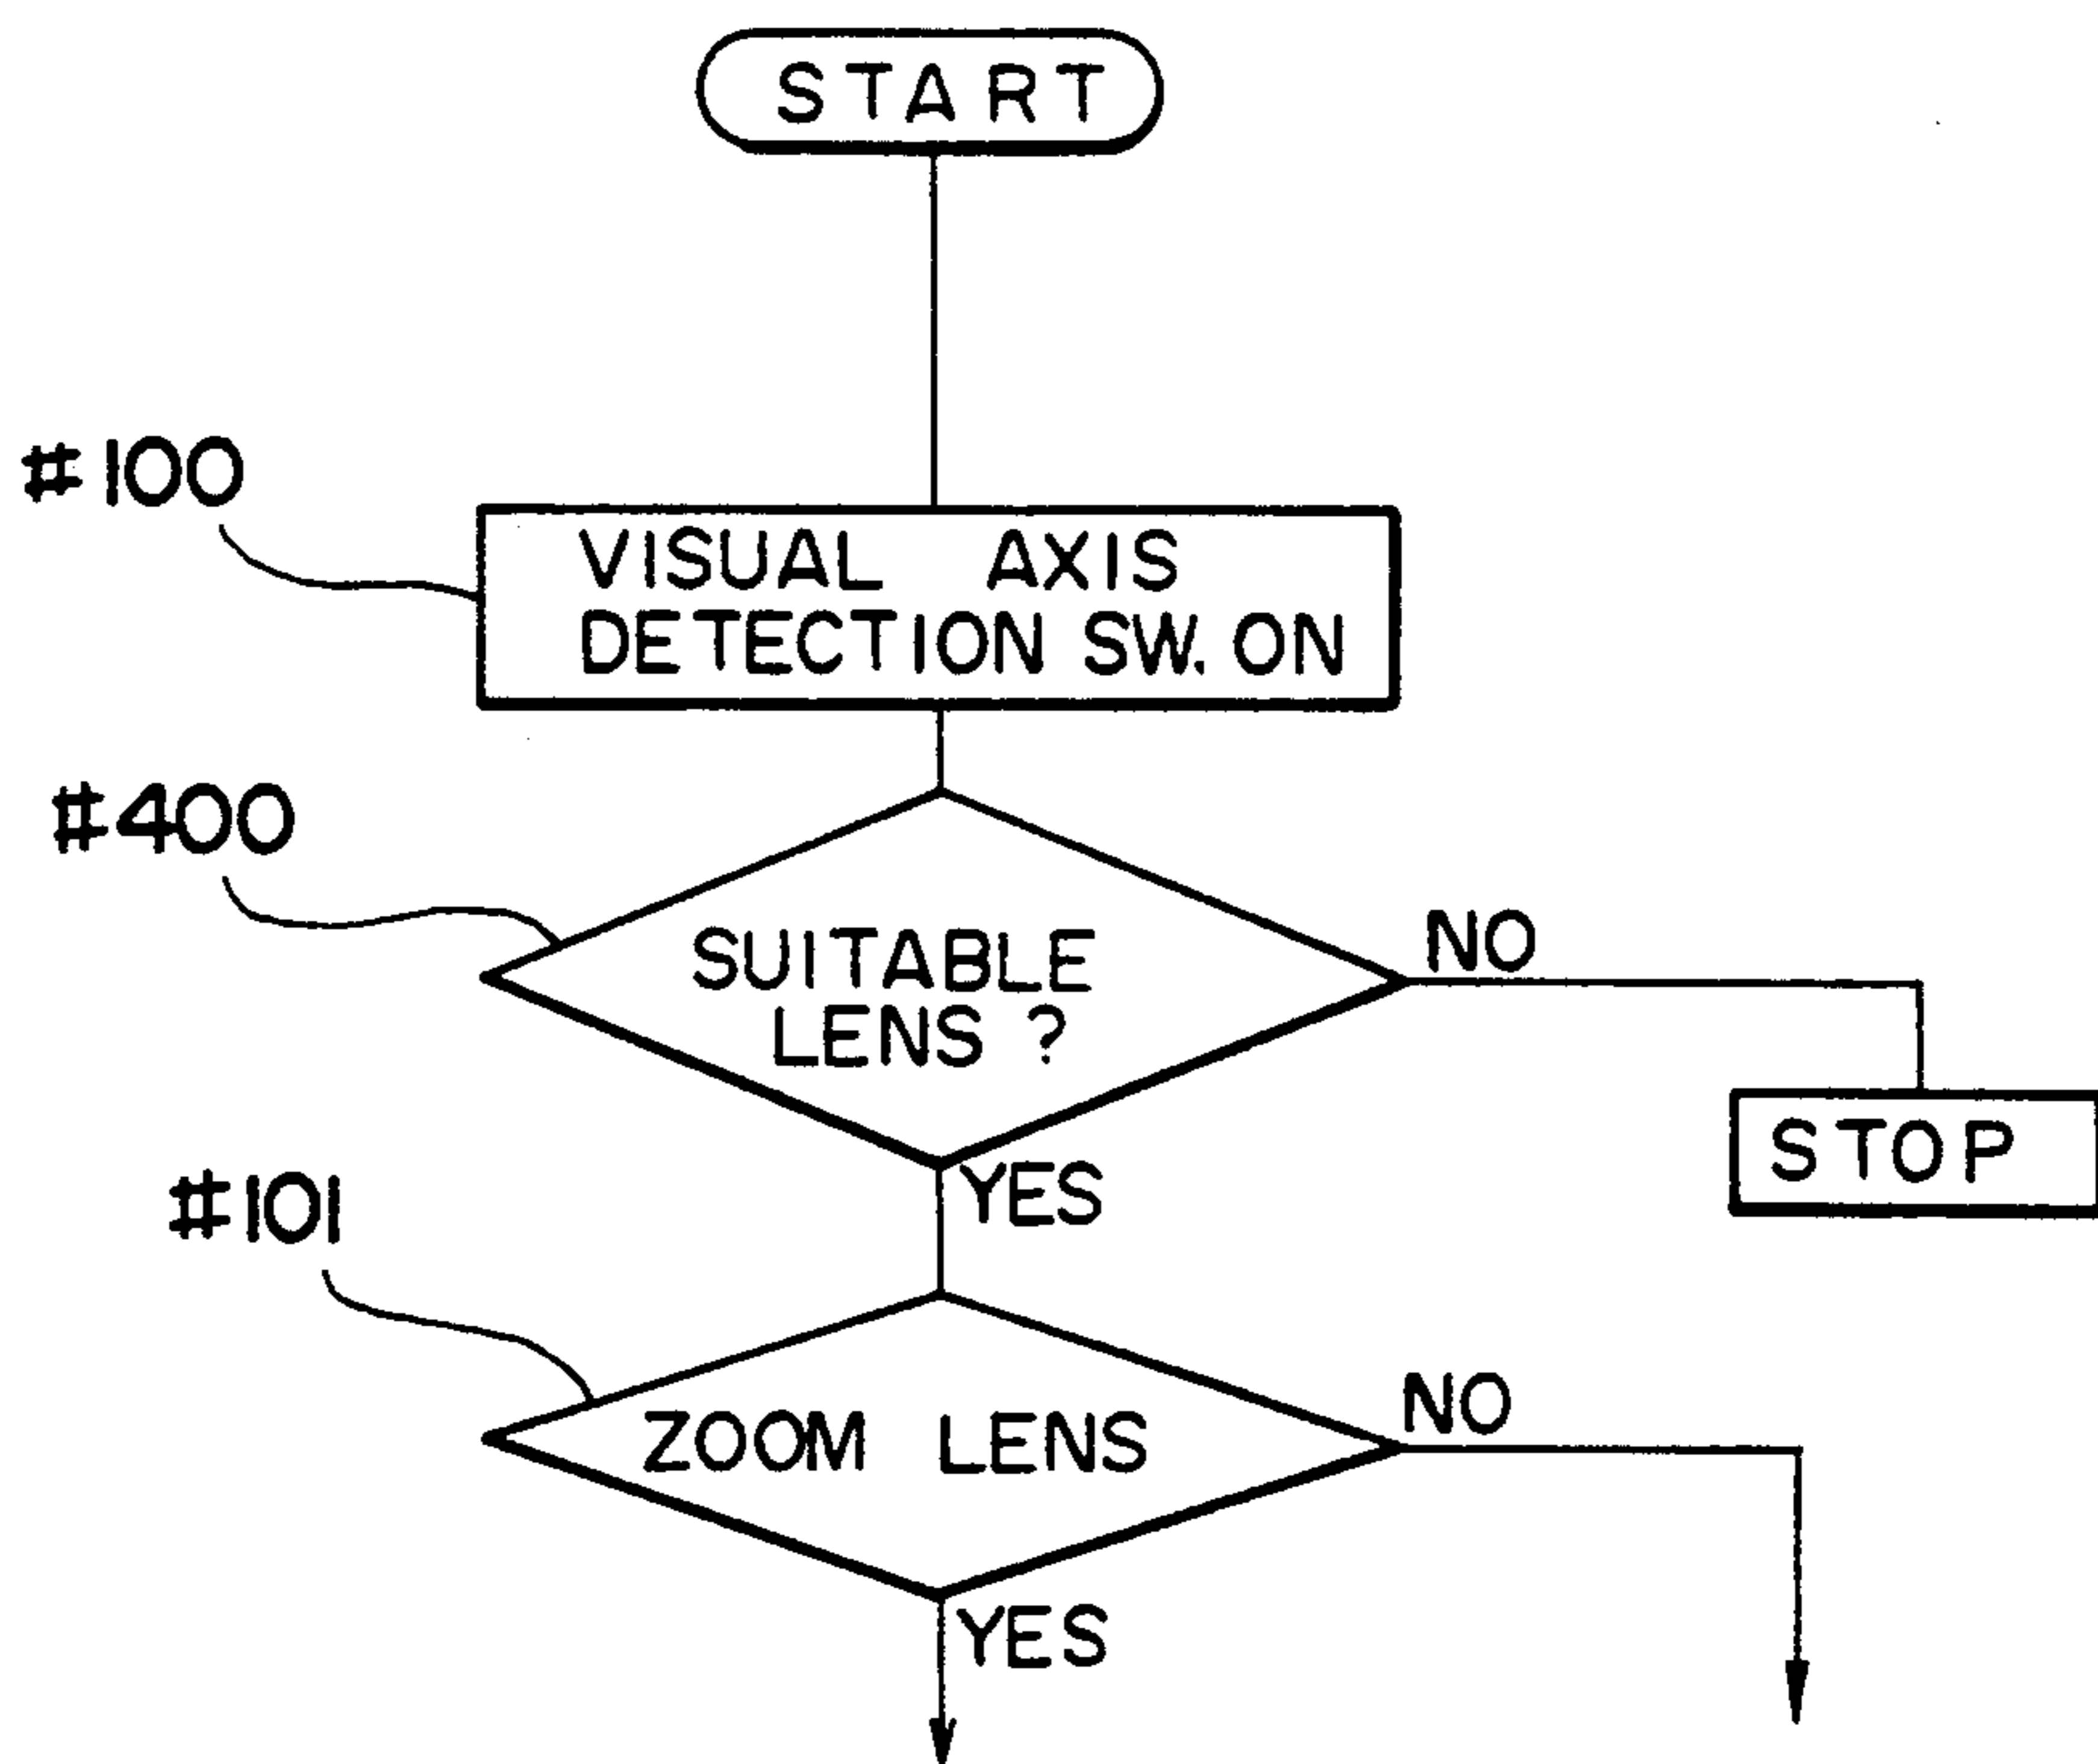 START
#100
VISUAL AXIS
DETECTION SW. ON
#400
SUITABLE
LENS ?
NO
STOP
YES
#101
ZOOM LENS
NO
YES